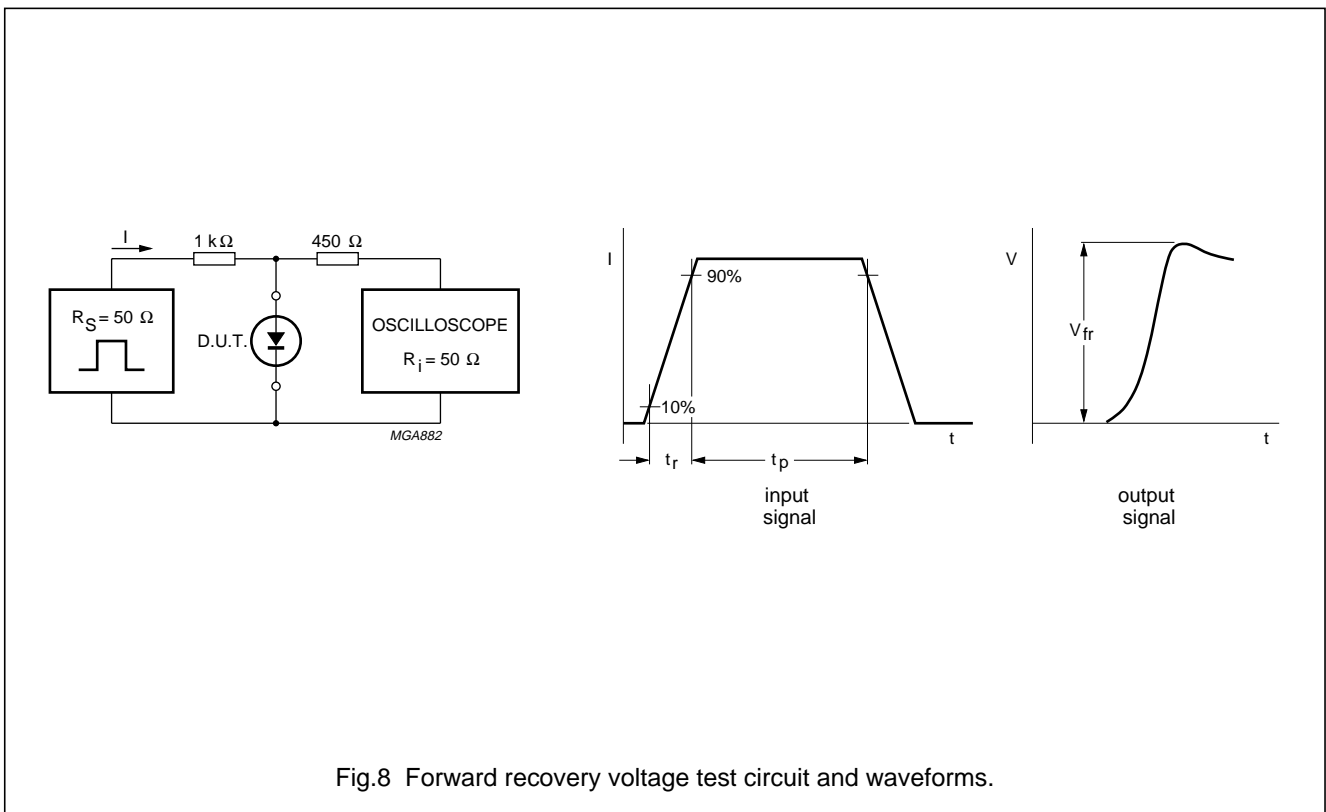 I
1 kΩ
450 Ω
RS = 50 Ω
D.U.T.
OSCILLOSCOPE
Ri = 50 Ω
MGA882
I
90%
10%
tr
tp
t
input
signal
V
Vfr
t
output
signal
Fig.8 Forward recovery voltage test circuit and waveforms.